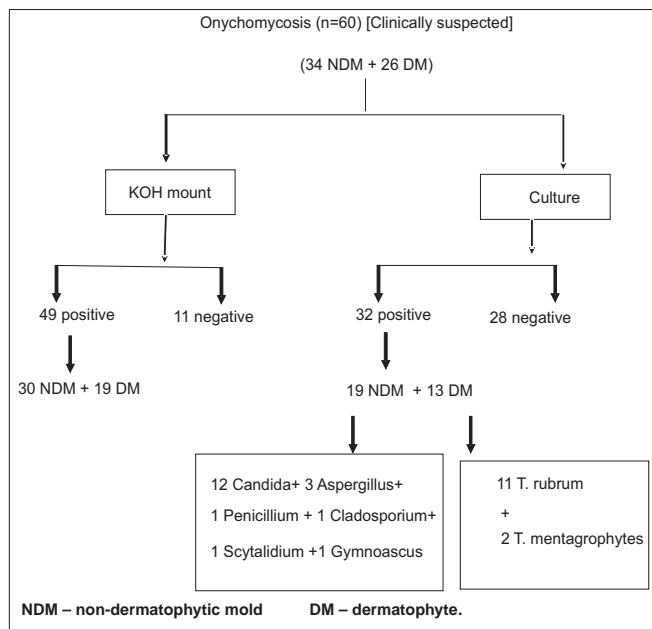 Onychomycosis (n=60) [Clinically suspected]
(34 NDM + 26 DM)
KOH mount
Culture
49 positive
11 negative
32 positive
28 negative
30 NDM + 19 DM
19 NDM + 13 DM
12 Candida+ 3 Aspergillus+
1 Penicillium + 1 Cladosporium+
1 Scytalidium +1 Gymnoascus
11 T. rubrum
+
2 T. mentagrophytes
NDM – non-dermatophytic mold DM – dermatophyte.